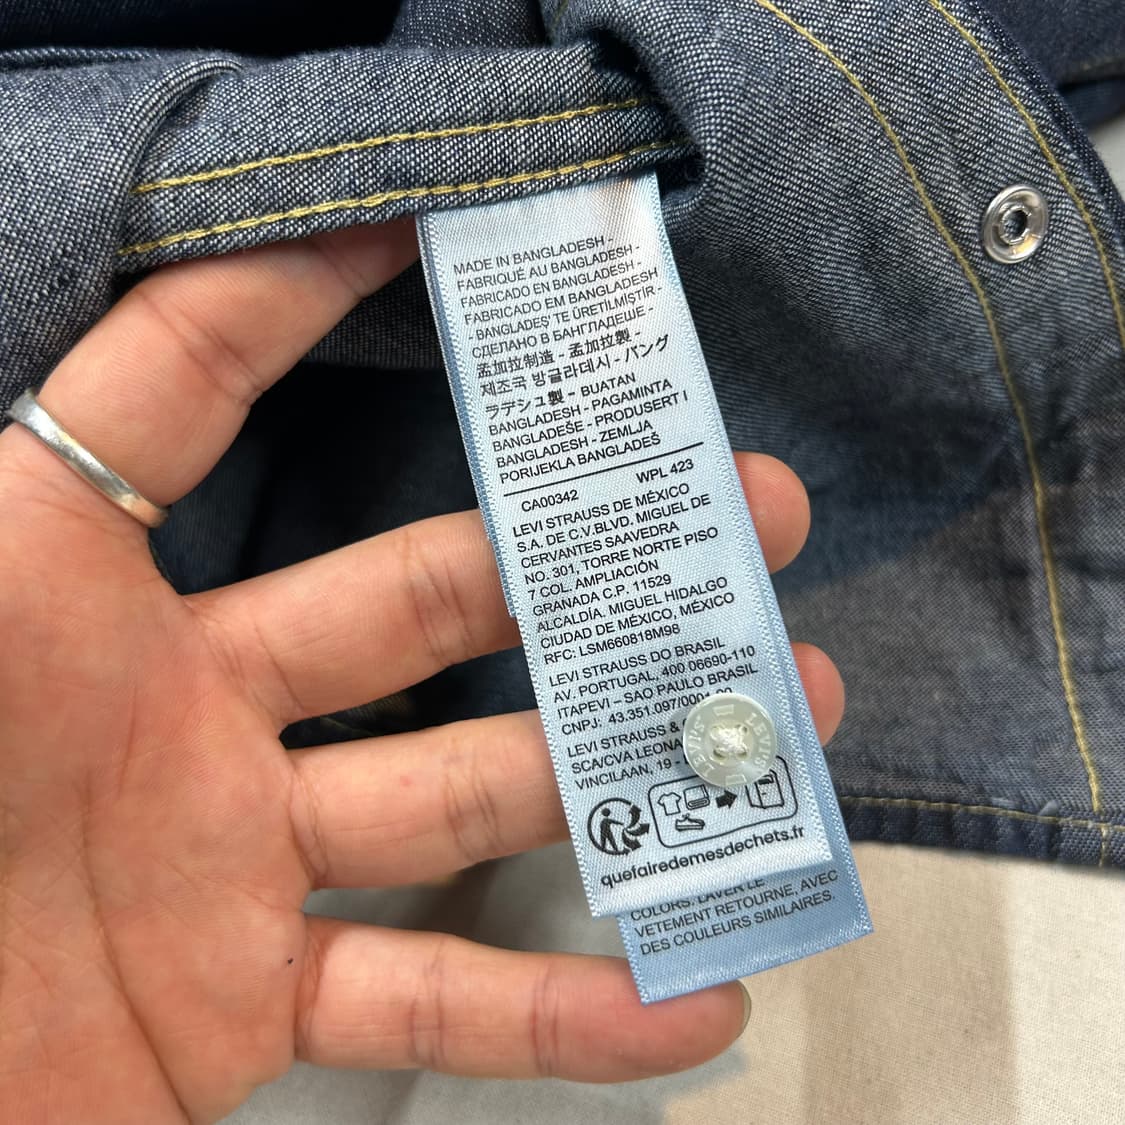 MADE IN BANGLADESH -
FABRIQUÉ AU BANGLADESH -
FABRICADO EN BANGLADESH -
FABRICADO EM BANGLADESH
- BANGLADEŞ' TE ÜRETİLMİŞTİR -
СДЕЛАНО В БАНГЛАДЕШЕ -
孟加拉制造 - 孟加拉製 -
제조국 방글라데시 - バング
ラデシュ製 - BUATAN
BANGLADESH - PAGAMINTA
BANGLADEŠE - PRODUSERT I
BANGLADESH - ZEMLJA
PORIJEKLA BANGLADEŠ
CA00342 WPL 423
LEVI STRAUSS DE MÉXICO
S.A. DE C.V.BLVD. MIGUEL DE
CERVANTES SAAVEDRA
NO. 301, TORRE NORTE PISO
7 COL. AMPLIACIÓN
GRANADA C.P. 11529
ALCALDÍA. MIGUEL HIDALGO
CIUDAD DE MÉXICO, MÉXICO
RFC: LSM660818M98
LEVI STRAUSS DO BRASIL
AV. PORTUGAL, 400 06690-110
ITAPEVI – SAO PAULO BRASIL
CNPJ: 43.351.097/0001
LEVI STRAUSS &
SCA/CVA LEONA
VINCILAAN, 19 -
LEVI'S LEVI'S
quefairedemesdechets.fr
COLORS. LAVER LE
VETEMENT RETOURNE, AVEC
DES COULEURS SIMILAIRES.